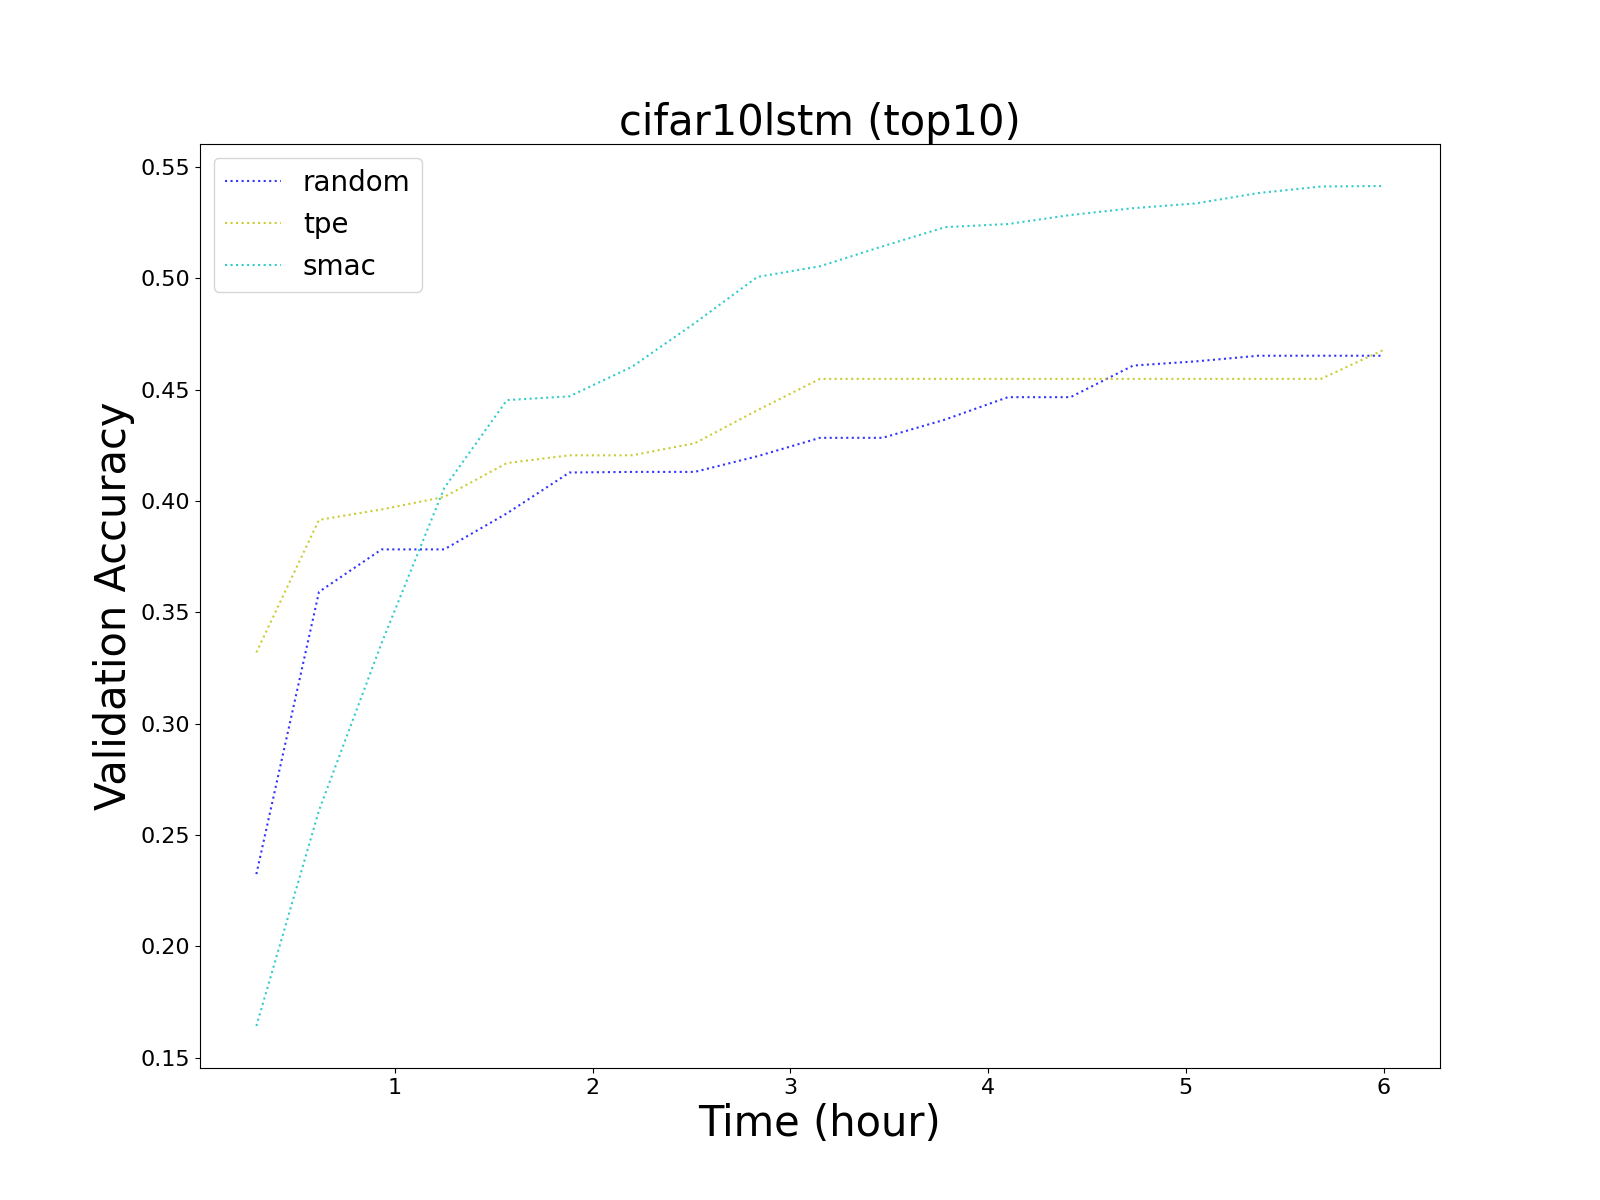 cifar10lstm (top10)
random
tpe
smac
Validation Accuracy
0.55
0.50
0.45
0.40
0.35
0.30
0.25
0.20
0.15
1 2 3 4 5 6
Time (hour)